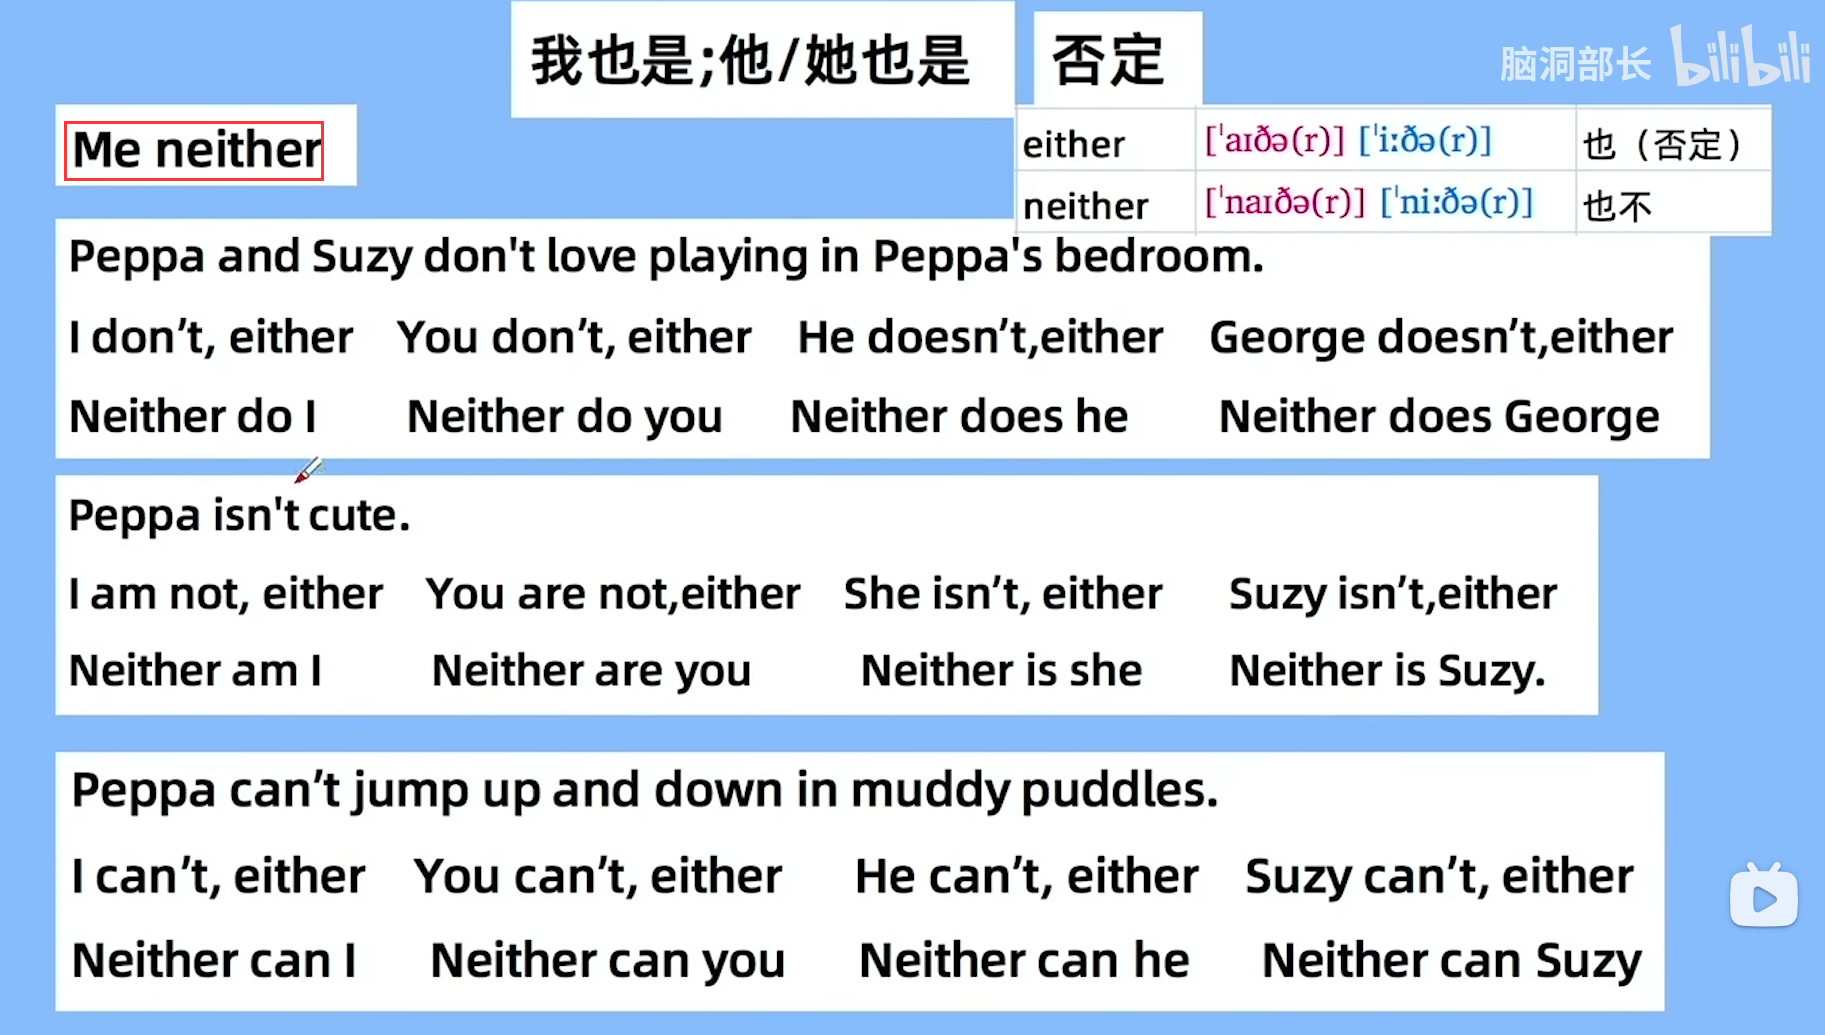 我也是;他/她也是
否定
脑洞部长 bilibili
Me neither
either [ˈaɪðə(r)] [ˈiːðə(r)] 也（否定）
neither [ˈnaɪðə(r)] [ˈniːðə(r)] 也不
Peppa and Suzy don't love playing in Peppa's bedroom.
I don’t, either You don’t, either He doesn’t,either George doesn’t,either
Neither do I Neither do you Neither does he Neither does George
Peppa isn't cute.
I am not, either You are not,either She isn’t, either Suzy isn’t,either
Neither am I Neither are you Neither is she Neither is Suzy.
Peppa can’t jump up and down in muddy puddles.
I can’t, either You can’t, either He can’t, either Suzy can’t, either
Neither can I Neither can you Neither can he Neither can Suzy